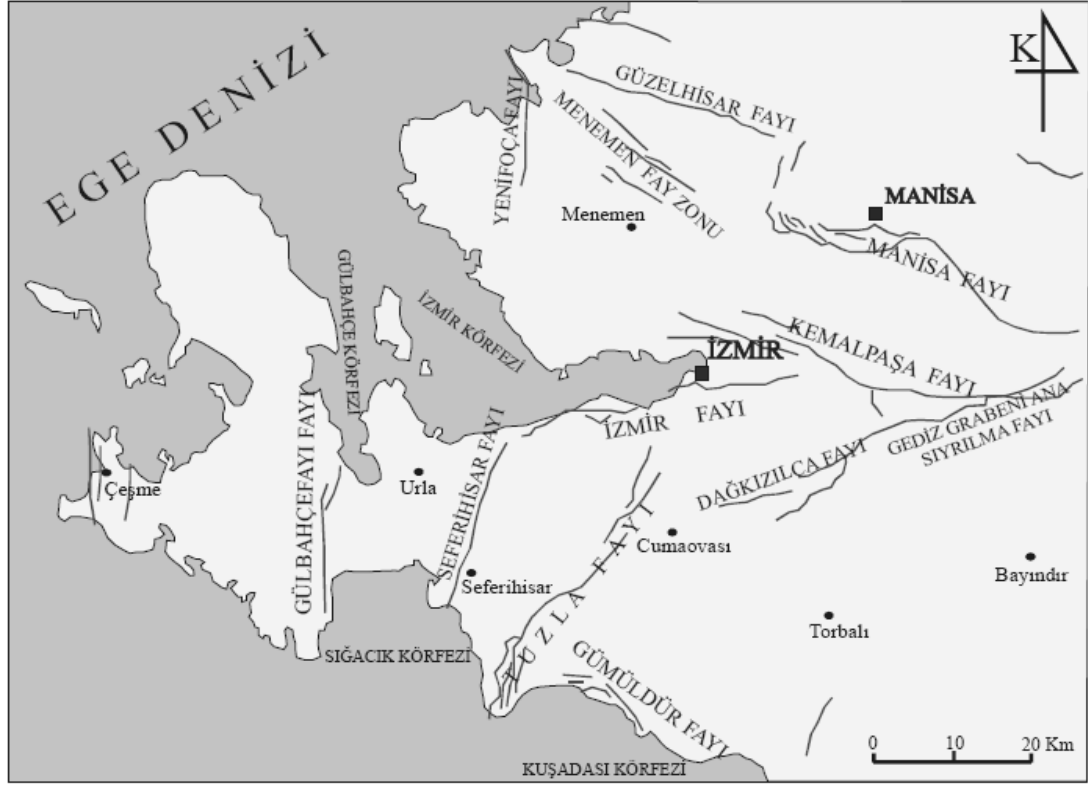 K
EGE DENİZİ
GÜZELHİSAR FAYI
YENİFOÇA FAYI
MENEMEN FAY ZONU
Menemen
MANİSA
MANİSA FAYI
GÜLBAHÇE KÖRFEZİ
İZMİR KÖRFEZİ
İZMİR
KEMALPAŞA FAYI
İZMİR FAYI
GEDİZ GRABENİ ANA
SIYRILMA FAYI
DAĞKIZILCA FAYI
GÜLBAHÇEFAYI FAYI
SEFERİHİSAR FAYI
Çeşme
Urla
Cumaovası
TUZLA FAYI
Seferihisar
Bayındır
Torbalı
SIĞACIK KÖRFEZİ
GÜMÜLDÜR FAYI
KUŞADASI KÖRFEZİ
0 10 20 Km